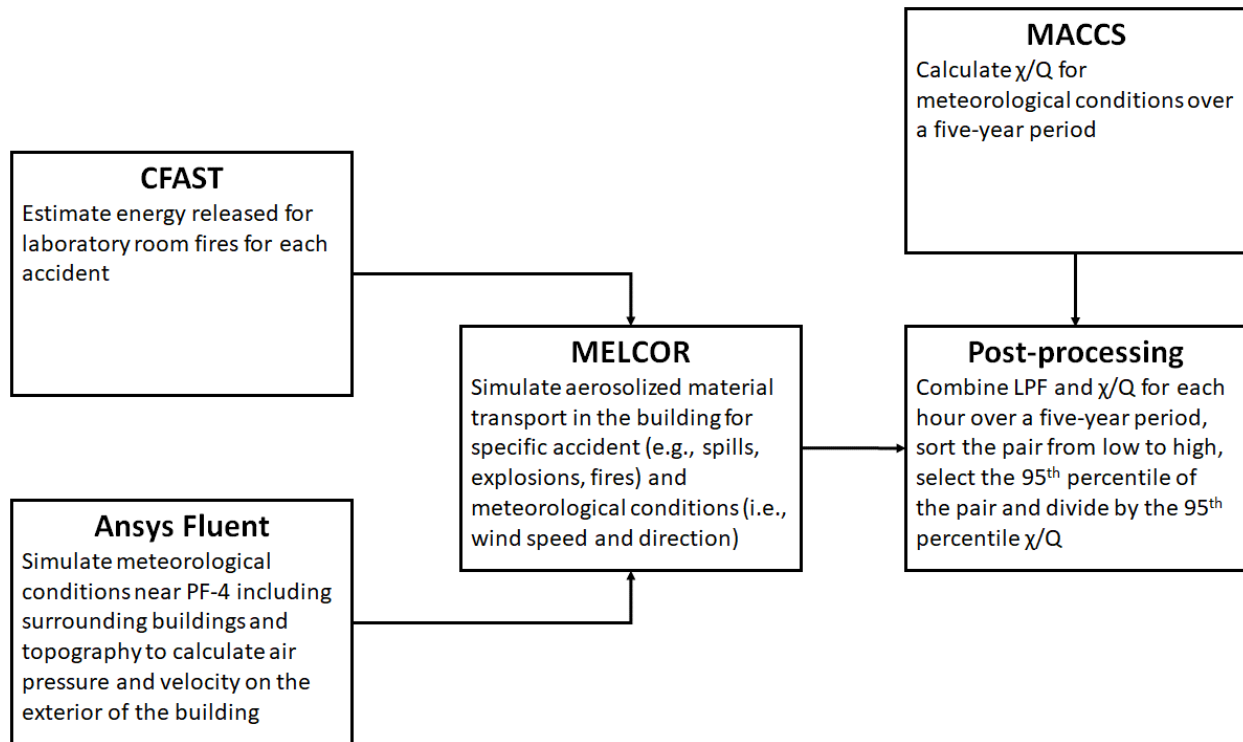 MACCS
Calculate χ/Q for
meteorological conditions over
a five-year period
CFAST
Estimate energy released for
laboratory room fires for each
accident
MELCOR
Simulate aerosolized material
transport in the building for
specific accident (e.g., spills,
explosions, fires) and
meteorological conditions (i.e.,
wind speed and direction)
Post-processing
Combine LPF and χ/Q for each
hour over a five-year period,
sort the pair from low to high,
select the 95th percentile of
the pair and divide by the 95th
percentile χ/Q
Ansys Fluent
Simulate meteorological
conditions near PF-4 including
surrounding buildings and
topography to calculate air
pressure and velocity on the
exterior of the building